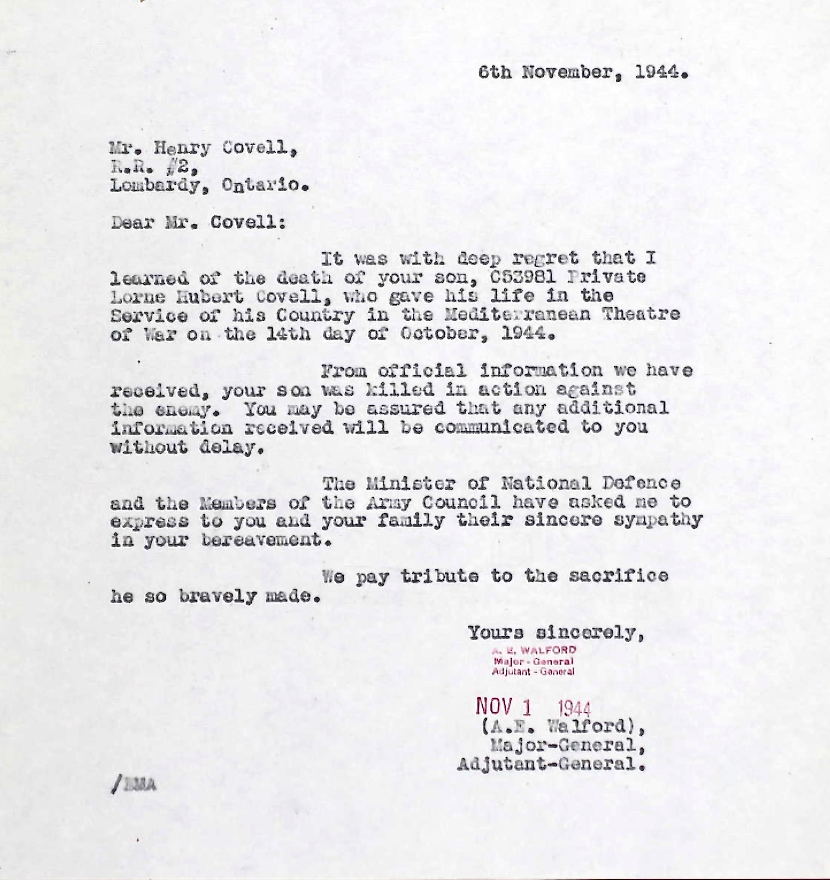 6th November, 1944.
Mr. Henry Covell,
R.R. #2,
Lombardy, Ontario.
Dear Mr. Covell:
It was with deep regret that I
learned of the death of your son, C53981 Private
Lorne Hubert Covell, who gave his life in the
Service of his Country in the Mediterranean Theatre
of War on the 14th day of October, 1944.
From official information we have
received, your son was killed in action against
the enemy. You may be assured that any additional
information received will be communicated to you
without delay.
The Minister of National Defence
and the Members of the Army Council have asked me to
express to you and your family their sincere sympathy
in your bereavement.
We pay tribute to the sacrifice
he so bravely made.
Yours sincerely,
A. E. WALFORD
Major - General
Adjutant - General
NOV 1 1944
(A.E. Walford),
Major-General,
Adjutant-General.